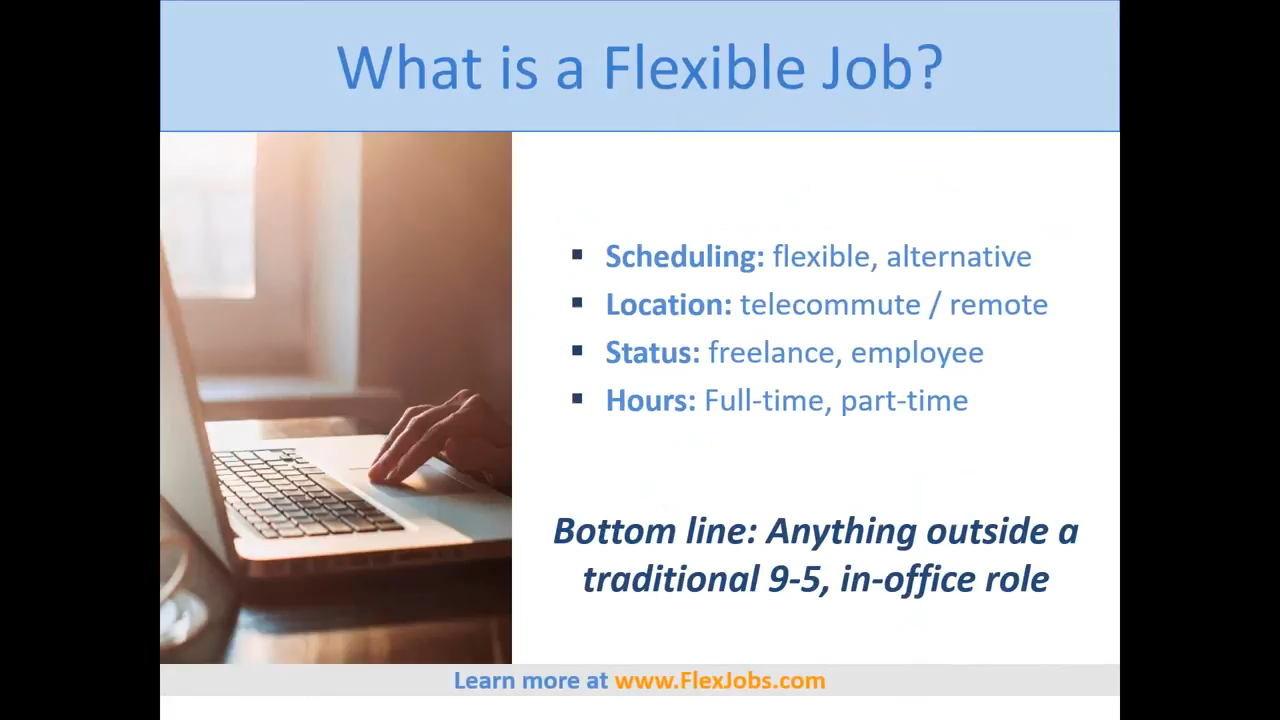 What is a Flexible Job?
Scheduling: flexible, alternative
Location: telecommute / remote
Status: freelance, employee
Hours: Full-time, part-time
Bottom line: Anything outside a
traditional 9-5, in-office role
Learn more at www.FlexJobs.com